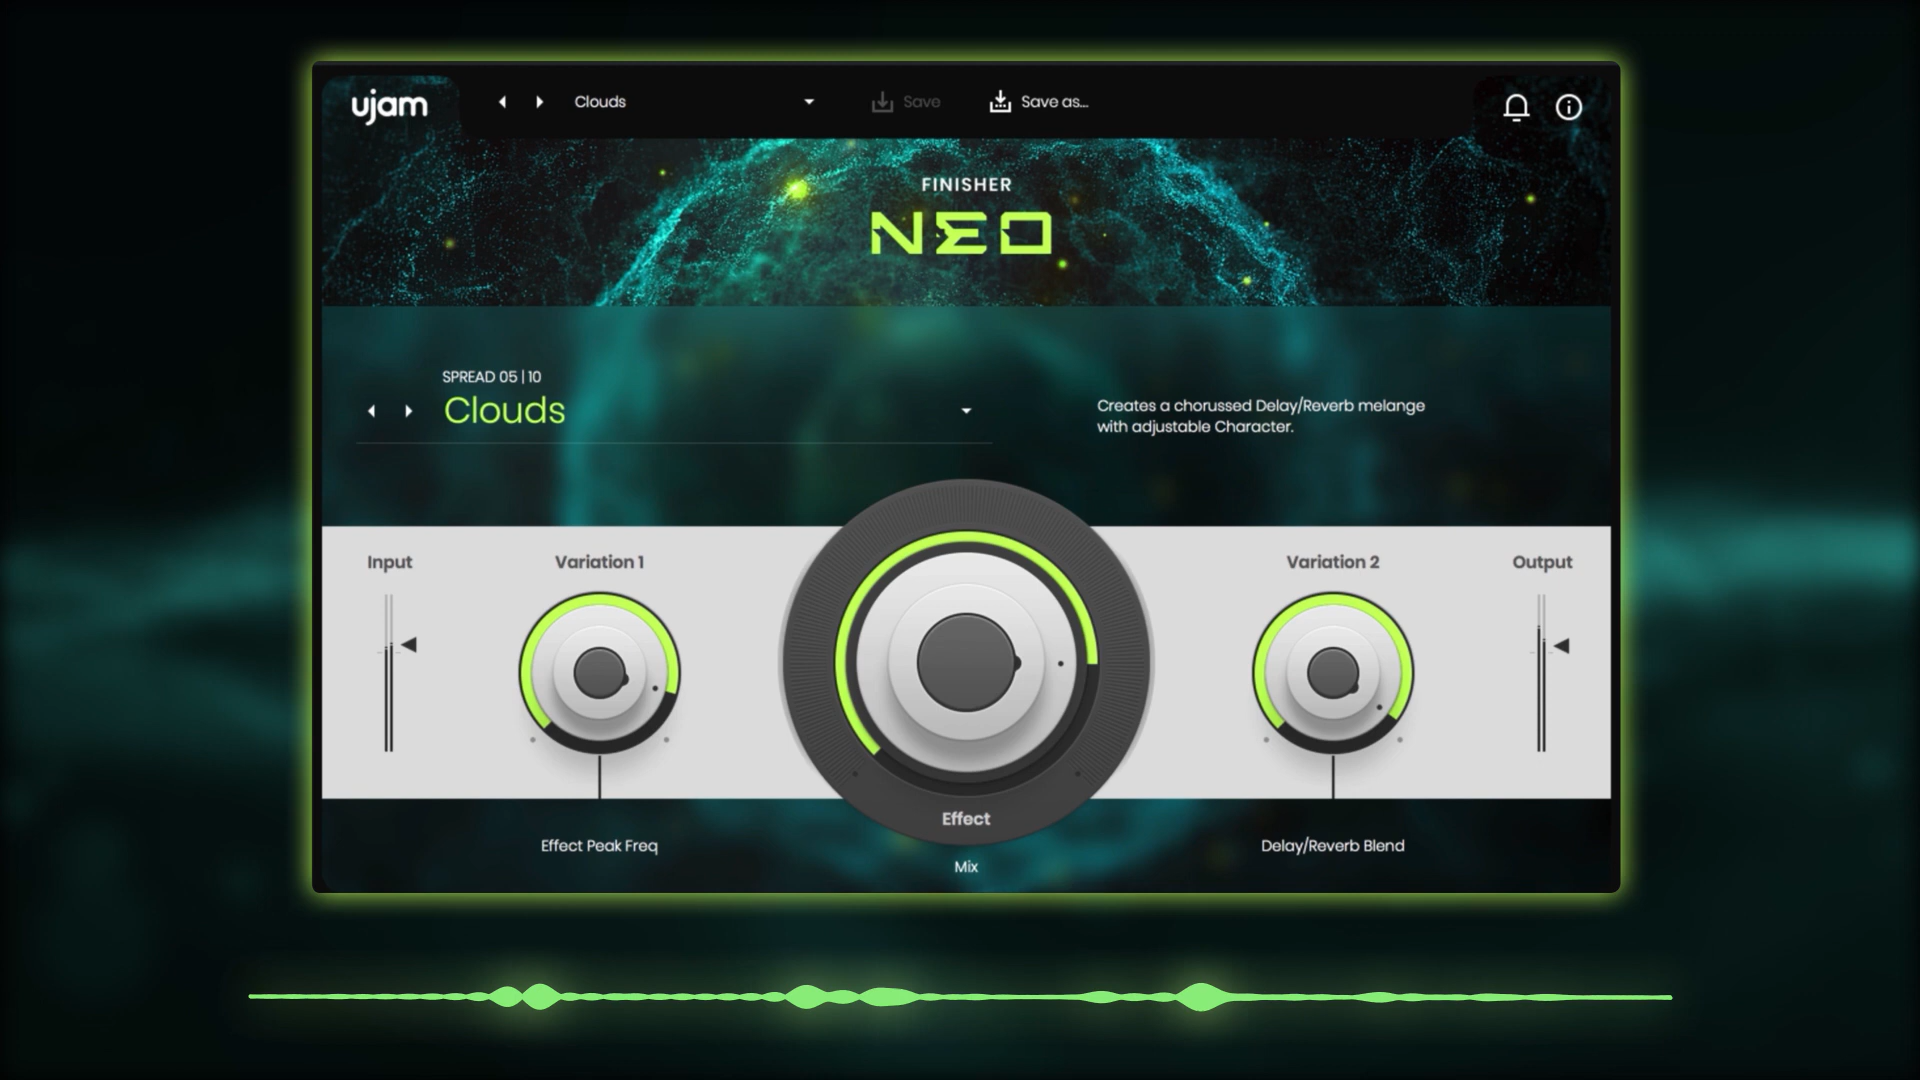 ujam
Clouds
Save
Save as...
FINISHER
NEO
SPREAD 05 | 10
Clouds
Creates a chorussed Delay/Reverb melange
with adjustable Character.
Input
Variation 1
Variation 2
Output
Effect
Effect Peak Freq
Mix
Delay/Reverb Blend